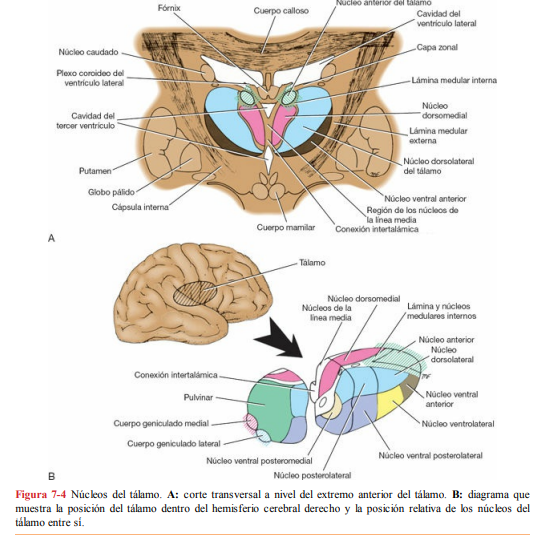 Fórnix
Cuerpo calloso
Núcleo anterior del tálamo
Cavidad del
ventrículo lateral
Núcleo caudado
Capa zonal
Plexo coroideo del
ventrículo lateral
Lámina medular interna
Núcleo
dorsomedial
Cavidad del
tercer ventrículo
Lámina medular
externa
Núcleo dorsolateral
del tálamo
Putamen
Globo pálido
Núcleo ventral anterior
Cápsula interna
Región de los núcleos de
la línea media
Cuerpo mamilar
Conexión intertalámica
A
Tálamo
Núcleo dorsomedial
Núcleos de la
línea media
Lámina y núcleos
medulares internos
Núcleo anterior
Núcleo
dorsolateral
Conexión intertalámica
Pulvinar
Núcleo ventral
anterior
Cuerpo geniculado medial
Núcleo ventrolateral
Cuerpo geniculado lateral
Núcleo ventral posteromedial
Núcleo ventral posterolateral
Núcleo posterolateral
B
Figura 7-4 Núcleos del tálamo. A: corte transversal a nivel del extremo anterior del tálamo. B: diagrama que
muestra la posición del tálamo dentro del hemisferio cerebral derecho y la posición relativa de los núcleos del
tálamo entre sí.